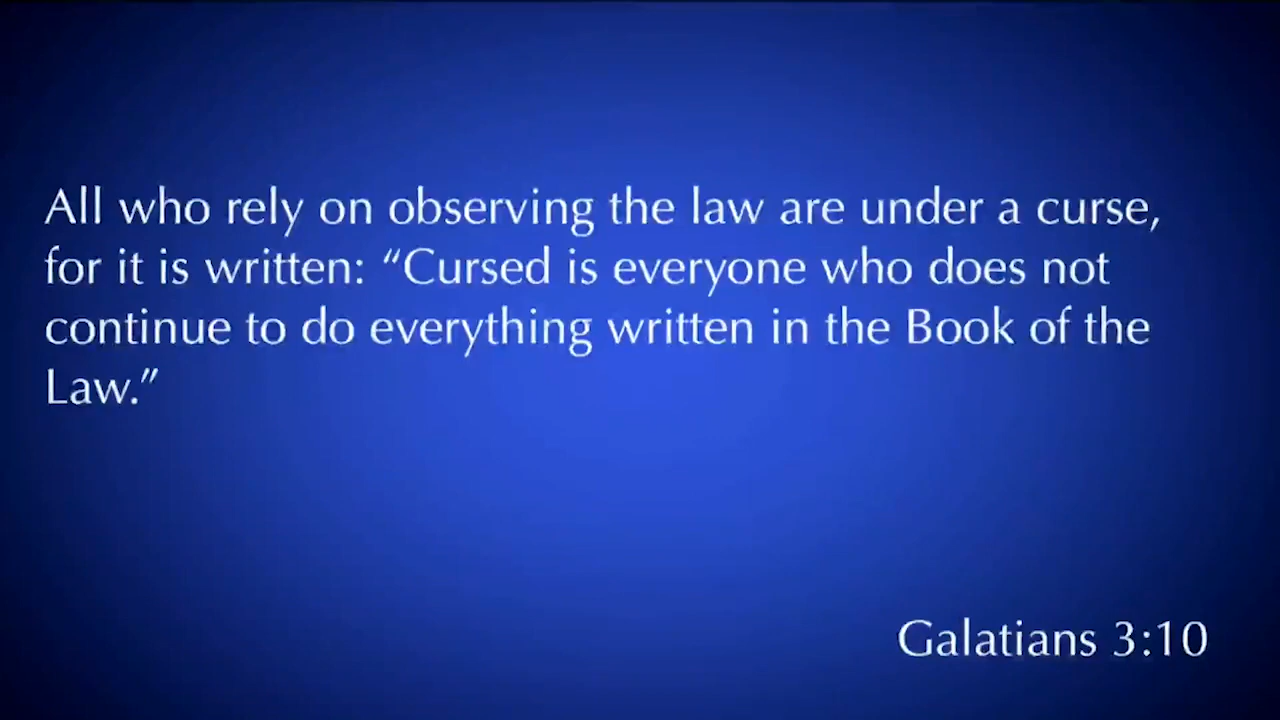 All who rely on observing the law are under a curse,
for it is written: “Cursed is everyone who does not
continue to do everything written in the Book of the
Law.”
Galatians 3:10